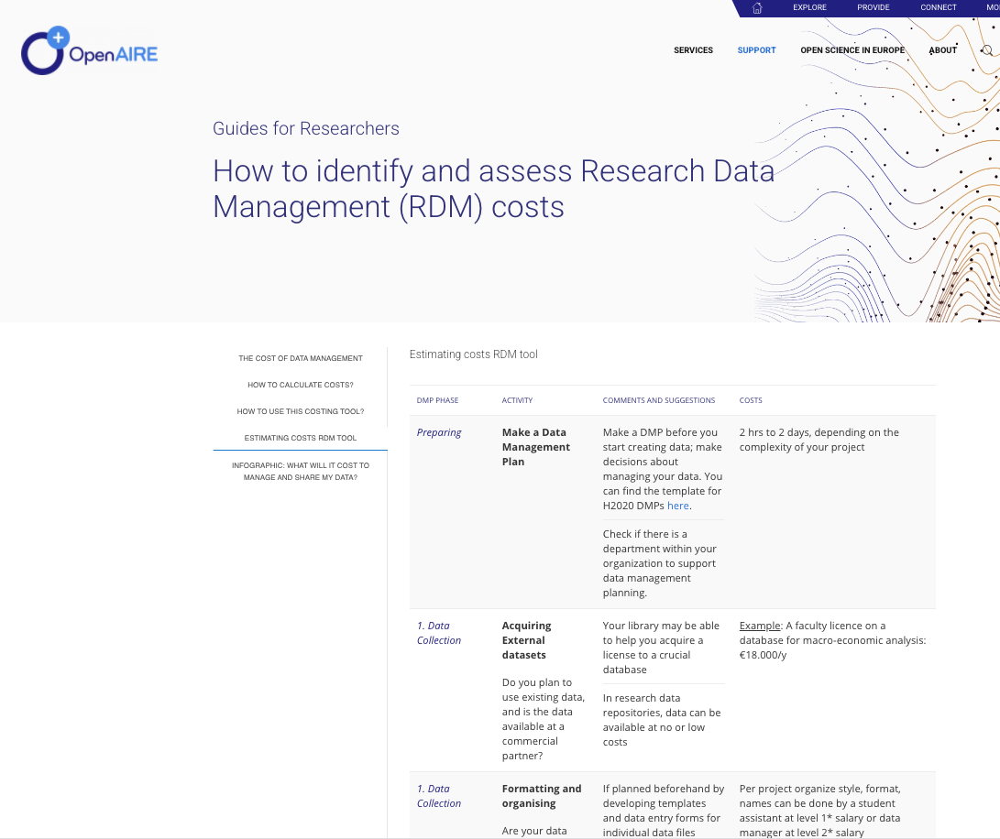 EXPLORE PROVIDE CONNECT
OpenAIRE
SERVICES SUPPORT OPEN SCIENCE IN EUROPE ABOUT
Guides for Researchers
How to identify and assess Research Data
Management (RDM) costs
THE COST OF DATA MANAGEMENT
HOW TO CALCULATE COSTS?
HOW TO USE THIS COSTING TOOL?
ESTIMATING COSTS RDM TOOL
INFOGRAPHIC: WHAT WILL IT COST TO
MANAGE AND SHARE MY DATA?
Estimating costs RDM tool
DMP PHASE ACTIVITY COMMENTS AND SUGGESTIONS COSTS
Preparing
Make a Data
Management
Plan
Make a DMP before you
start creating data; make
decisions about
managing your data. You
can find the template for
H2020 DMPs here.
Check if there is a
department within your
organization to support
data management
planning.
2 hrs to 2 days, depending on the
complexity of your project
1. Data
Collection
Acquiring
External
datasets
Do you plan to
use existing data,
and is the data
available at a
commercial
partner?
Your library may be able
to help you acquire a
license to a crucial
database
In research data
repositories, data can be
available at no or low
costs
Example: A faculty licence on a
database for macro-economic analysis:
€18.000/y
1. Data
Collection
Formatting and
organising
Are your data
If planned beforehand by
developing templates
and data entry forms for
individual data files
Per project organize style, format,
names can be done by a student
assistant at level 1* salary or data
manager at level 2* salary